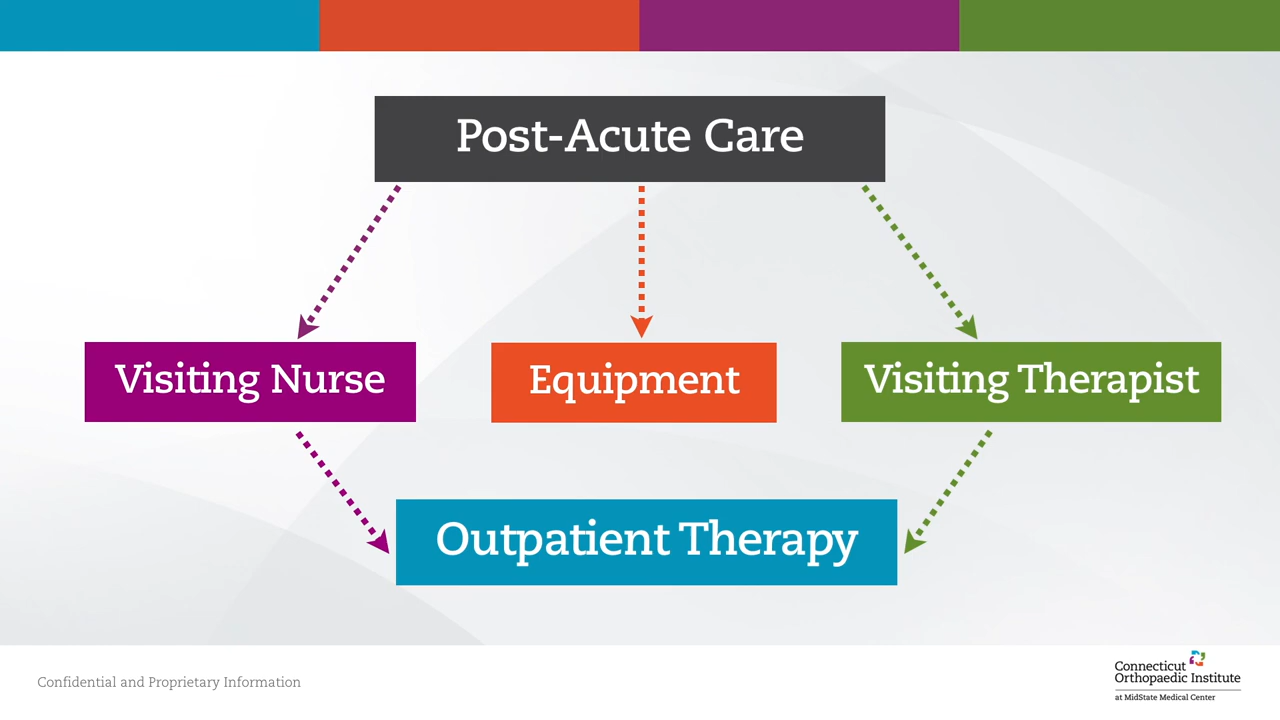 Post-Acute Care
Visiting Nurse
Equipment
Visiting Therapist
Outpatient Therapy
Confidential and Proprietary Information
Connecticut
Orthopaedic Institute
at MidState Medical Center